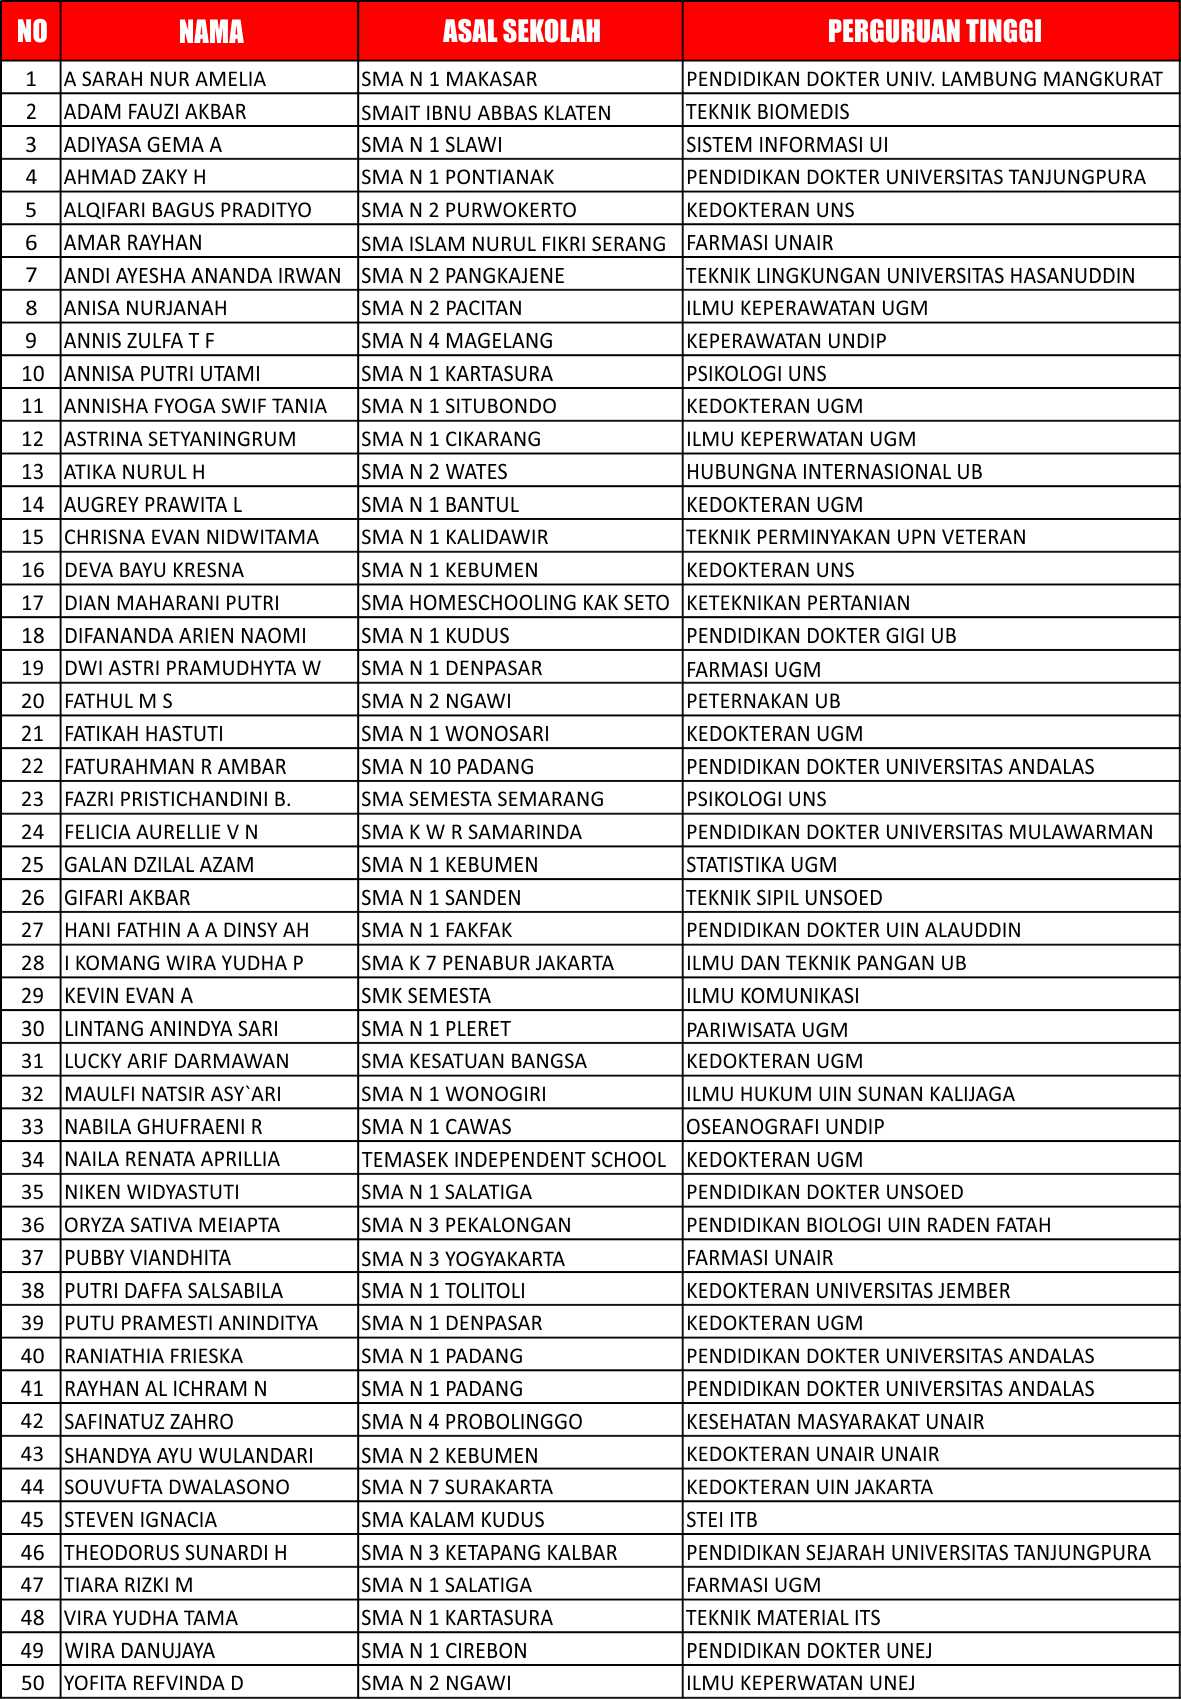 NO NAMA ASAL SEKOLAH PERGURUAN TINGGI
1 A SARAH NUR AMELIA SMA N 1 MAKASAR PENDIDIKAN DOKTER UNIV. LAMBUNG MANGKURAT
2 ADAM FAUZI AKBAR SMAIT IBNU ABBAS KLATEN TEKNIK BIOMEDIS
3 ADIYASA GEMA A SMA N 1 SLAWI SISTEM INFORMASI UI
4 AHMAD ZAKY H SMA N 1 PONTIANAK PENDIDIKAN DOKTER UNIVERSITAS TANJUNGPURA
5 ALQIFARI BAGUS PRADITYO SMA N 2 PURWOKERTO KEDOKTERAN UNS
6 AMAR RAYHAN SMA ISLAM NURUL FIKRI SERANG FARMASI UNAIR
7 ANDI AYESHA ANANDA IRWAN SMA N 2 PANGKAJENE TEKNIK LINGKUNGAN UNIVERSITAS HASANUDDIN
8 ANISA NURJANAH SMA N 2 PACITAN ILMU KEPERAWATAN UGM
9 ANNIS ZULFA T F SMA N 4 MAGELANG KEPERAWATAN UNDIP
10 ANNISA PUTRI UTAMI SMA N 1 KARTASURA PSIKOLOGI UNS
11 ANNISHA FYOGA SWIF TANIA SMA N 1 SITUBONDO KEDOKTERAN UGM
12 ASTRINA SETYANINGRUM SMA N 1 CIKARANG ILMU KEPERWATAN UGM
13 ATIKA NURUL H SMA N 2 WATES HUBUNGNA INTERNASIONAL UB
14 AUGREY PRAWITA L SMA N 1 BANTUL KEDOKTERAN UGM
15 CHRISNA EVAN NIDWITAMA SMA N 1 KALIDAWIR TEKNIK PERMINYAKAN UPN VETERAN
16 DEVA BAYU KRESNA SMA N 1 KEBUMEN KEDOKTERAN UNS
17 DIAN MAHARANI PUTRI SMA HOMESCHOOLING KAK SETO KETEKNIKAN PERTANIAN
18 DIFANANDA ARIEN NAOMI SMA N 1 KUDUS PENDIDIKAN DOKTER GIGI UB
19 DWI ASTRI PRAMUDHYTA W SMA N 1 DENPASAR FARMASI UGM
20 FATHUL M S SMA N 2 NGAWI PETERNAKAN UB
21 FATIKAH HASTUTI SMA N 1 WONOSARI KEDOKTERAN UGM
22 FATURAHMAN R AMBAR SMA N 10 PADANG PENDIDIKAN DOKTER UNIVERSITAS ANDALAS
23 FAZRI PRISTICHANDINI B. SMA SEMESTA SEMARANG PSIKOLOGI UNS
24 FELICIA AURELLIE V N SMA K W R SAMARINDA PENDIDIKAN DOKTER UNIVERSITAS MULAWARMAN
25 GALAN DZILAL AZAM SMA N 1 KEBUMEN STATISTIKA UGM
26 GIFARI AKBAR SMA N 1 SANDEN TEKNIK SIPIL UNSOED
27 HANI FATHIN A A DINSY AH SMA N 1 FAKFAK PENDIDIKAN DOKTER UIN ALAUDDIN
28 I KOMANG WIRA YUDHA P SMA K 7 PENABUR JAKARTA ILMU DAN TEKNIK PANGAN UB
29 KEVIN EVAN A SMK SEMESTA ILMU KOMUNIKASI
30 LINTANG ANINDYA SARI SMA N 1 PLERET PARIWISATA UGM
31 LUCKY ARIF DARMAWAN SMA KESATUAN BANGSA KEDOKTERAN UGM
32 MAULFI NATSIR ASY`ARI SMA N 1 WONOGIRI ILMU HUKUM UIN SUNAN KALIJAGA
33 NABILA GHUFRAENI R SMA N 1 CAWAS OSEANOGRAFI UNDIP
34 NAILA RENATA APRILLIA TEMASEK INDEPENDENT SCHOOL KEDOKTERAN UGM
35 NIKEN WIDYASTUTI SMA N 1 SALATIGA PENDIDIKAN DOKTER UNSOED
36 ORYZA SATIVA MEIAPTA SMA N 3 PEKALONGAN PENDIDIKAN BIOLOGI UIN RADEN FATAH
37 PUBBY VIANDHITA SMA N 3 YOGYAKARTA FARMASI UNAIR
38 PUTRI DAFFA SALSABILA SMA N 1 TOLITOLI KEDOKTERAN UNIVERSITAS JEMBER
39 PUTU PRAMESTI ANINDITYA SMA N 1 DENPASAR KEDOKTERAN UGM
40 RANIATHIA FRIESKA SMA N 1 PADANG PENDIDIKAN DOKTER UNIVERSITAS ANDALAS
41 RAYHAN AL ICHRAM N SMA N 1 PADANG PENDIDIKAN DOKTER UNIVERSITAS ANDALAS
42 SAFINATUZ ZAHRO SMA N 4 PROBOLINGGO KESEHATAN MASYARAKAT UNAIR
43 SHANDYA AYU WULANDARI SMA N 2 KEBUMEN KEDOKTERAN UNAIR UNAIR
44 SOUVUFTA DWALASONO SMA N 7 SURAKARTA KEDOKTERAN UIN JAKARTA
45 STEVEN IGNACIA SMA KALAM KUDUS STEI ITB
46 THEODORUS SUNARDI H SMA N 3 KETAPANG KALBAR PENDIDIKAN SEJARAH UNIVERSITAS TANJUNGPURA
47 TIARA RIZKI M SMA N 1 SALATIGA FARMASI UGM
48 VIRA YUDHA TAMA SMA N 1 KARTASURA TEKNIK MATERIAL ITS
49 WIRA DANUJAYA SMA N 1 CIREBON PENDIDIKAN DOKTER UNEJ
50 YOFITA REFVINDA D SMA N 2 NGAWI ILMU KEPERWATAN UNEJ